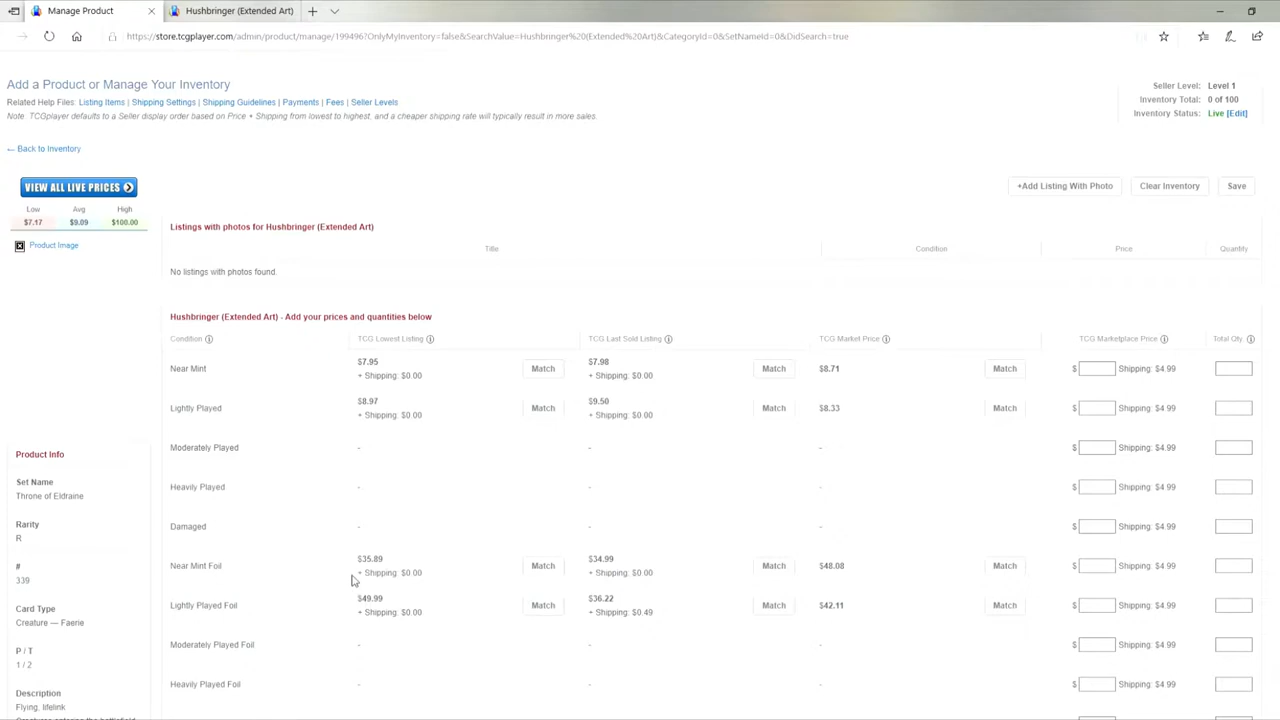 Manage Product
Hushbringer (Extended Art)
https://store.tcgplayer.com/admin/product/manage/199496?OnlyMyInventory=false&SearchValue=Hushbringer%20(Extended%20Art)&CategoryId=0&SetNameId=0&DidSearch=true
Add a Product or Manage Your Inventory
Related Help Files: Listing Items | Shipping Settings | Shipping Guidelines | Payments | Fees | Seller Levels
Note: TCGplayer defaults to a Seller display order based on Price + Shipping from lowest to highest, and a cheaper shipping rate will typically result in more sales.
Seller Level: Level 1
Inventory Total: 0 of 100
Inventory Status: Live [Edit]
← Back to Inventory
VIEW ALL LIVE PRICES
Low Avg High
$7.17 $9.09 $100.00
Product Image
+Add Listing With Photo Clear Inventory Save
Listings with photos for Hushbringer (Extended Art)
Title Condition Price Quantity
No listings with photos found.
Hushbringer (Extended Art) - Add your prices and quantities below
Condition TCG Lowest Listing TCG Last Sold Listing TCG Market Price TCG Marketplace Price Total Qty.
Near Mint $7.95 + Shipping: $0.00 Match $7.98 + Shipping: $0.00 Match $8.71 Match $ Shipping: $4.99
Lightly Played $8.97 + Shipping: $0.00 Match $9.50 + Shipping: $0.00 Match $8.33 Match $ Shipping: $4.99
Moderately Played - - - $ Shipping: $4.99
Heavily Played - - - $ Shipping: $4.99
Damaged - - - $ Shipping: $4.99
Near Mint Foil $35.89 + Shipping: $0.00 Match $34.99 + Shipping: $0.00 Match $48.08 Match $ Shipping: $4.99
Lightly Played Foil $49.99 + Shipping: $0.00 Match $36.22 + Shipping: $0.49 Match $42.11 Match $ Shipping: $4.99
Moderately Played Foil - - - $ Shipping: $4.99
Heavily Played Foil - - - $ Shipping: $4.99
Product Info
Set Name
Throne of Eldraine
Rarity
R
#
339
Card Type
Creature — Faerie
P / T
1 / 2
Description
Flying, lifelink